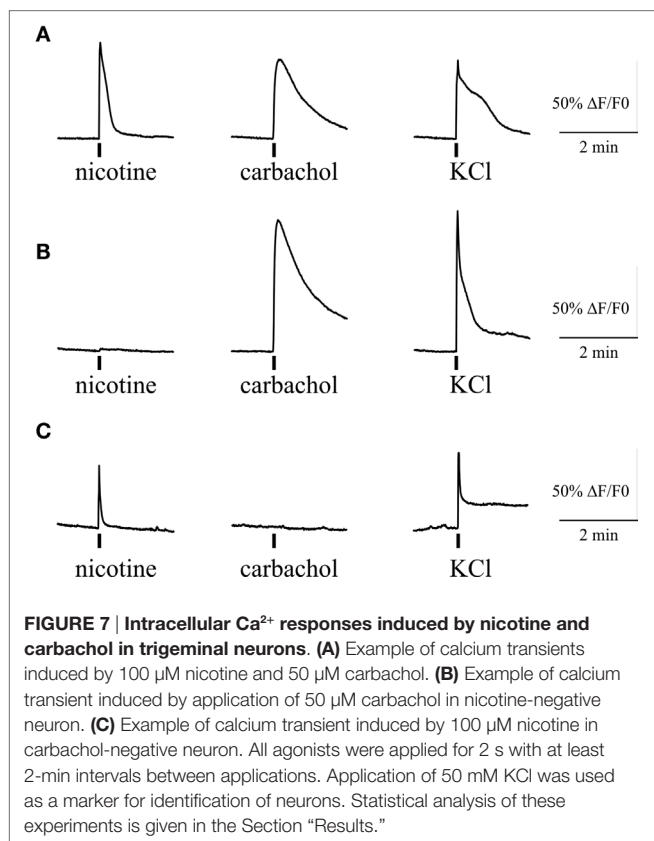 A
50% ΔF/F0
2 min
nicotine carbachol KCl
B
50% ΔF/F0
2 min
nicotine carbachol KCl
C
50% ΔF/F0
2 min
nicotine carbachol KCl
FIGURE 7 | Intracellular Ca²⁺ responses induced by nicotine and
carbachol in trigeminal neurons. (A) Example of calcium transients
induced by 100 µM nicotine and 50 µM carbachol. (B) Example of calcium
transient induced by application of 50 µM carbachol in nicotine-negative
neuron. (C) Example of calcium transient induced by 100 µM nicotine in
carbachol-negative neuron. All agonists were applied for 2 s with at least
2-min intervals between applications. Application of 50 mM KCl was used
as a marker for identification of neurons. Statistical analysis of these
experiments is given in the Section “Results.”